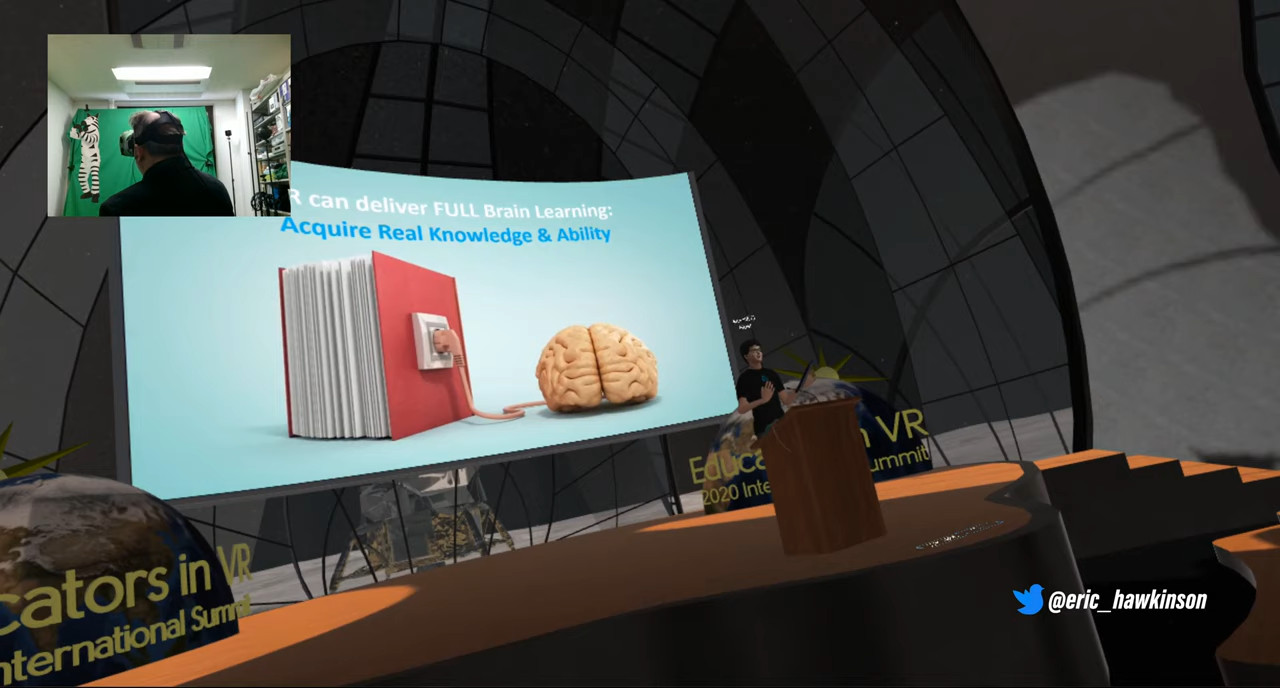 R can deliver FULL Brain Learning:
Acquire Real Knowledge & Ability
Educa n VR
2020 Inte ummit
cators in VR
nternational Summit
@eric_hawkinson